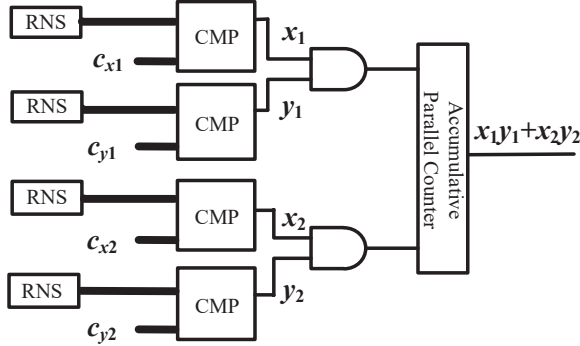 RNS
CMP
x1
cx1
RNS
CMP
y1
cy1
Accumulative
Parallel Counter
x1y1+x2y2
RNS
CMP
x2
cx2
RNS
CMP
y2
cy2